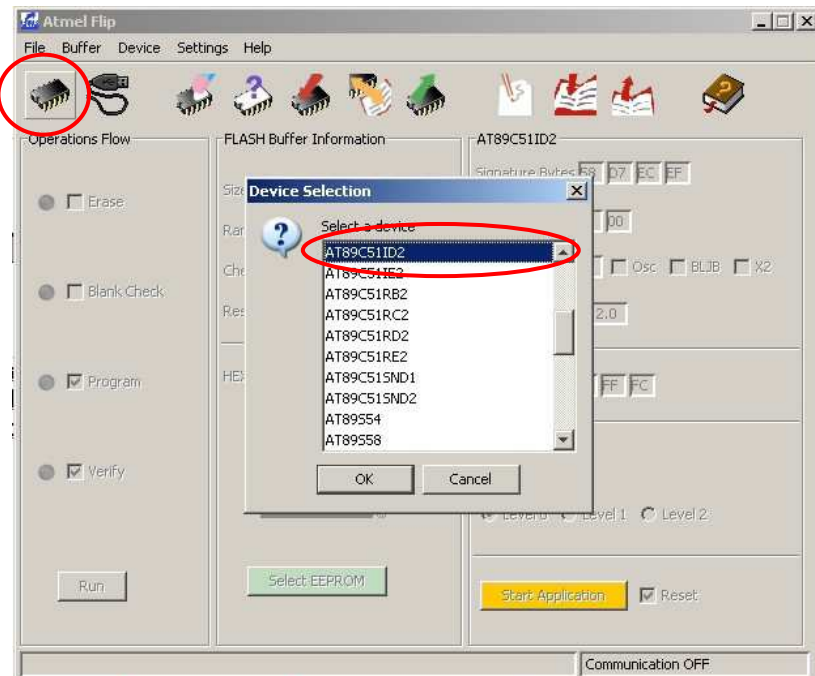 Atmel Flip
File Buffer Device Settings Help
Operations Flow
Erase
Blank Check
Program
Verify
Run
FLASH Buffer Information
Select EEPROM
AT89C51ID2
Signature Bytes 58 D7 EC EF
00
Osc BLJB X2
2.0
FF FC
Level 1 Level 2
Start Application Reset
Communication OFF
Device Selection
Select a device
AT89C51ID2
AT89C51IE2
AT89C51RB2
AT89C51RC2
AT89C51RD2
AT89C51RE2
AT89C51SND1
AT89C51SND2
AT89S54
AT89S58
OK Cancel